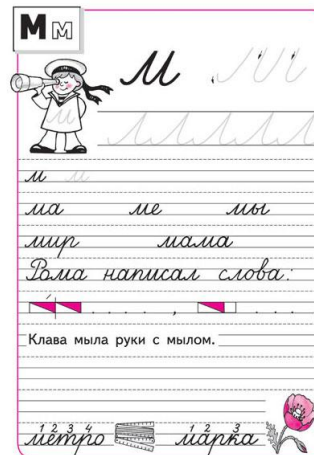 М м
м м
м
м м
ма ме мы
мир мама
Рома написал слова:
. . . . , . . .
Клава мыла руки с мылом.
1 2 3 4 1 2 3
метро марка